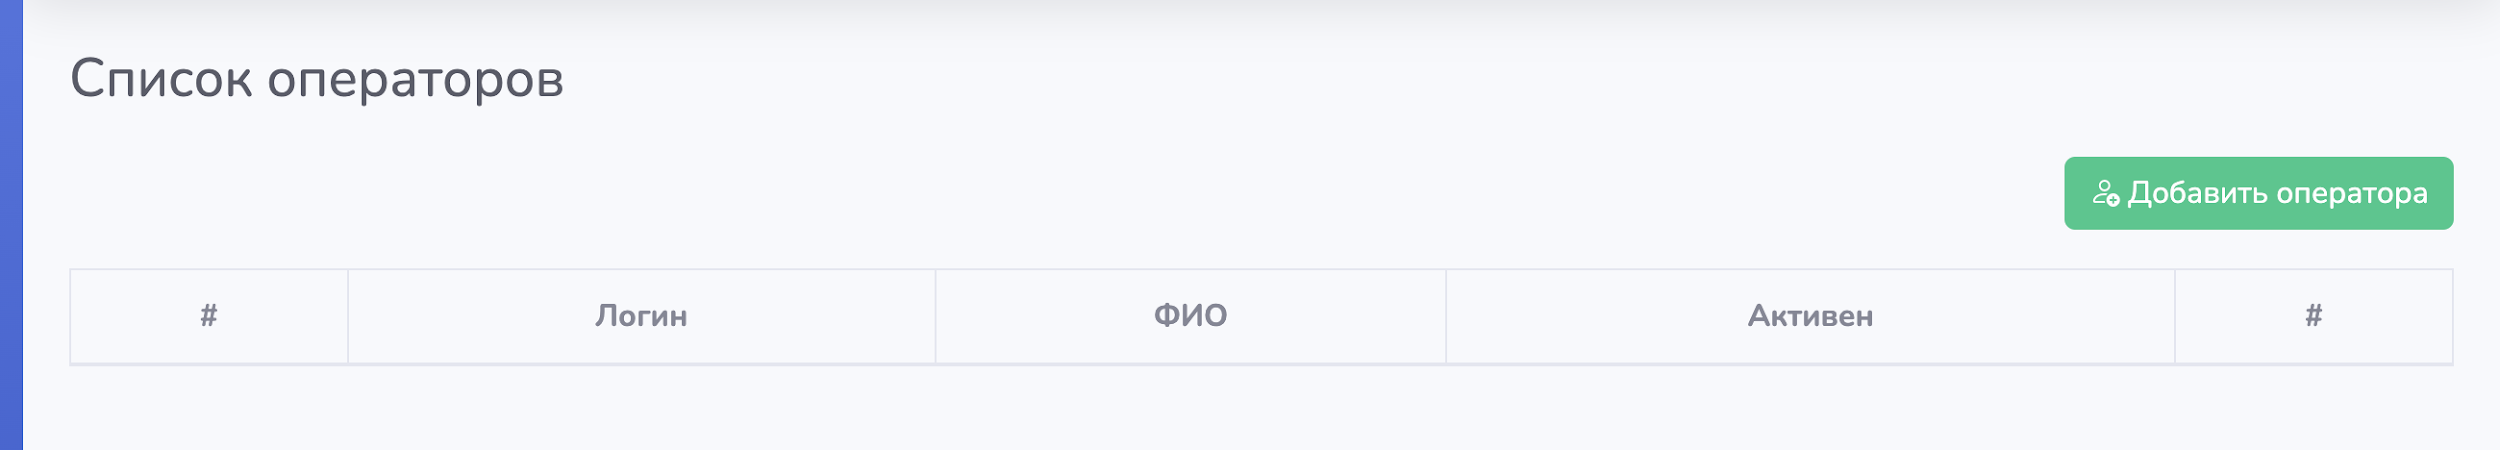 Список операторов
Добавить оператора
# Логин ФИО Активен #